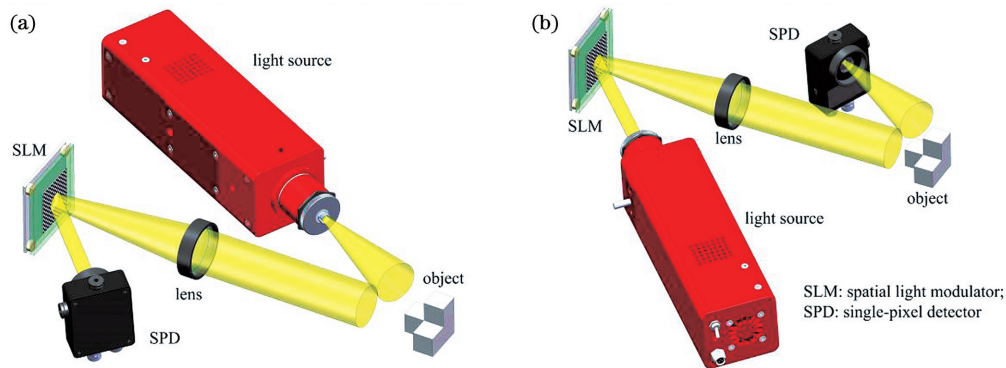 (a)
light source
SLM
lens
object
SPD
(b)
SPD
SLM
lens
object
light source
SLM: spatial light modulator;
SPD: single-pixel detector